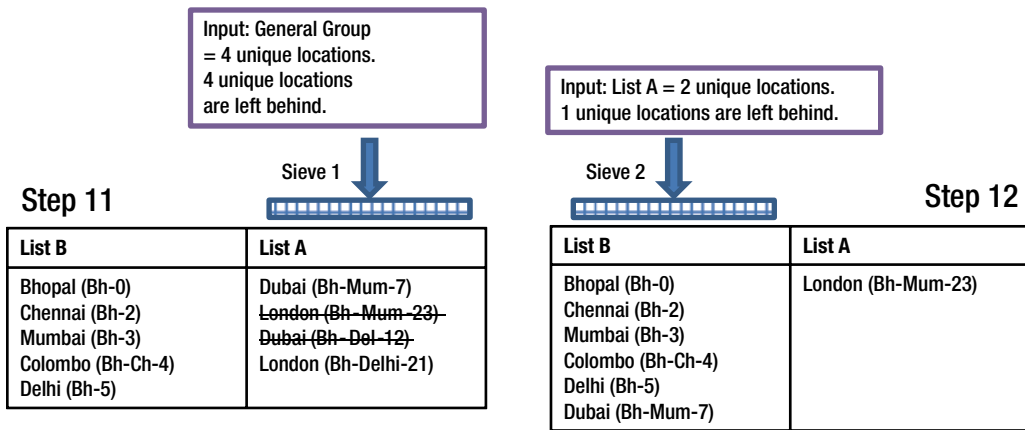 Input: General Group
= 4 unique locations.
4 unique locations
are left behind.
Sieve 1
Step 11
List B
List A
Bhopal (Bh-0)
Chennai (Bh-2)
Mumbai (Bh-3)
Colombo (Bh-Ch-4)
Delhi (Bh-5)
Dubai (Bh-Mum-7)
London (Bh-Mum-23)
Dubai (Bh-Del-12)
London (Bh-Delhi-21)
Input: List A = 2 unique locations.
1 unique locations are left behind.
Sieve 2
Step 12
List B
List A
Bhopal (Bh-0)
Chennai (Bh-2)
Mumbai (Bh-3)
Colombo (Bh-Ch-4)
Delhi (Bh-5)
Dubai (Bh-Mum-7)
London (Bh-Mum-23)